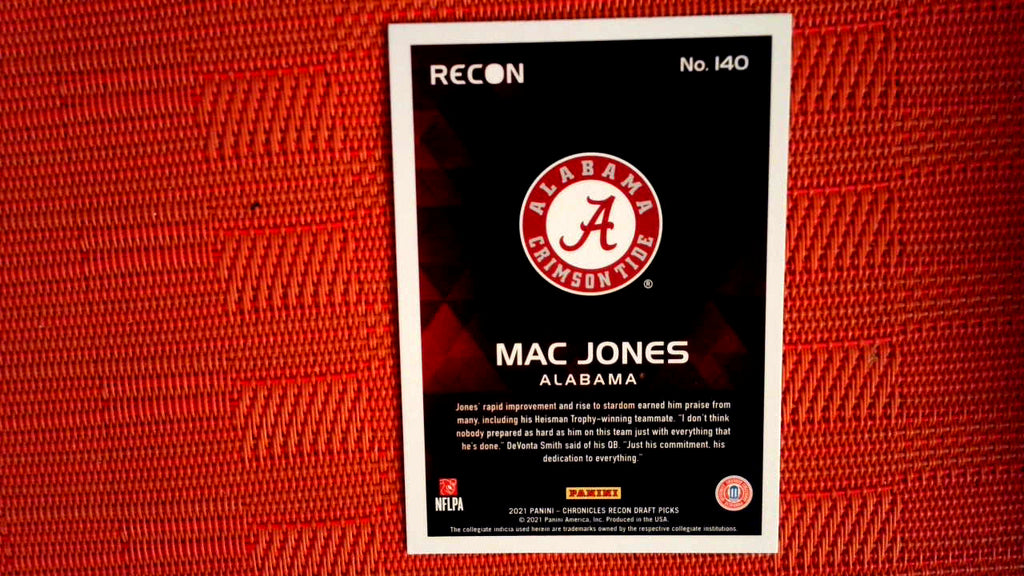 RECON
No. 140
ALABAMA
A
CRIMSON TIDE
®
MAC JONES
ALABAMA
Jones' rapid improvement and rise to stardom earned him praise from
many, including his Heisman Trophy-winning teammate. "I don't think
nobody prepared as hard as him on this team just with everything that
he's done." DeVonta Smith said of his QB. "Just his commitment, his
dedication to everything."
NFLPA
PANINI
2021 PANINI - CHRONICLES RECON DRAFT PICKS
© 2021 Panini America, Inc. Produced in the USA.
The collegiate indicia used herein are trademarks owned by the respective collegiate institutions.